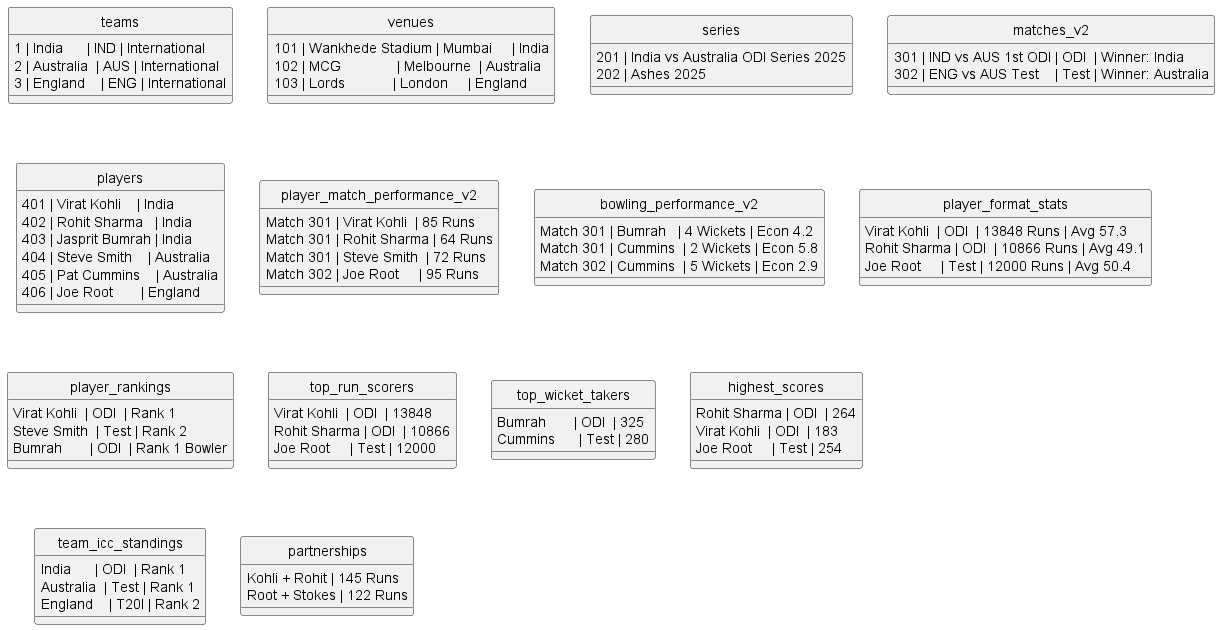 teams
1 | India | IND | International
2 | Australia | AUS | International
3 | England | ENG | International
venues
101 | Wankhede Stadium | Mumbai | India
102 | MCG | Melbourne | Australia
103 | Lords | London | England
series
201 | India vs Australia ODI Series 2025
202 | Ashes 2025
matches_v2
301 | IND vs AUS 1st ODI | ODI | Winner: India
302 | ENG vs AUS Test | Test | Winner: Australia
players
401 | Virat Kohli | India
402 | Rohit Sharma | India
403 | Jasprit Bumrah | India
404 | Steve Smith | Australia
405 | Pat Cummins | Australia
406 | Joe Root | England
player_match_performance_v2
Match 301 | Virat Kohli | 85 Runs
Match 301 | Rohit Sharma | 64 Runs
Match 301 | Steve Smith | 72 Runs
Match 302 | Joe Root | 95 Runs
bowling_performance_v2
Match 301 | Bumrah | 4 Wickets | Econ 4.2
Match 301 | Cummins | 2 Wickets | Econ 5.8
Match 302 | Cummins | 5 Wickets | Econ 2.9
player_format_stats
Virat Kohli | ODI | 13848 Runs | Avg 57.3
Rohit Sharma | ODI | 10866 Runs | Avg 49.1
Joe Root | Test | 12000 Runs | Avg 50.4
player_rankings
Virat Kohli | ODI | Rank 1
Steve Smith | Test | Rank 2
Bumrah | ODI | Rank 1 Bowler
top_run_scorers
Virat Kohli | ODI | 13848
Rohit Sharma | ODI | 10866
Joe Root | Test | 12000
top_wicket_takers
Bumrah | ODI | 325
Cummins | Test | 280
highest_scores
Rohit Sharma | ODI | 264
Virat Kohli | ODI | 183
Joe Root | Test | 254
team_icc_standings
India | ODI | Rank 1
Australia | Test | Rank 1
England | T20I | Rank 2
partnerships
Kohli + Rohit | 145 Runs
Root + Stokes | 122 Runs